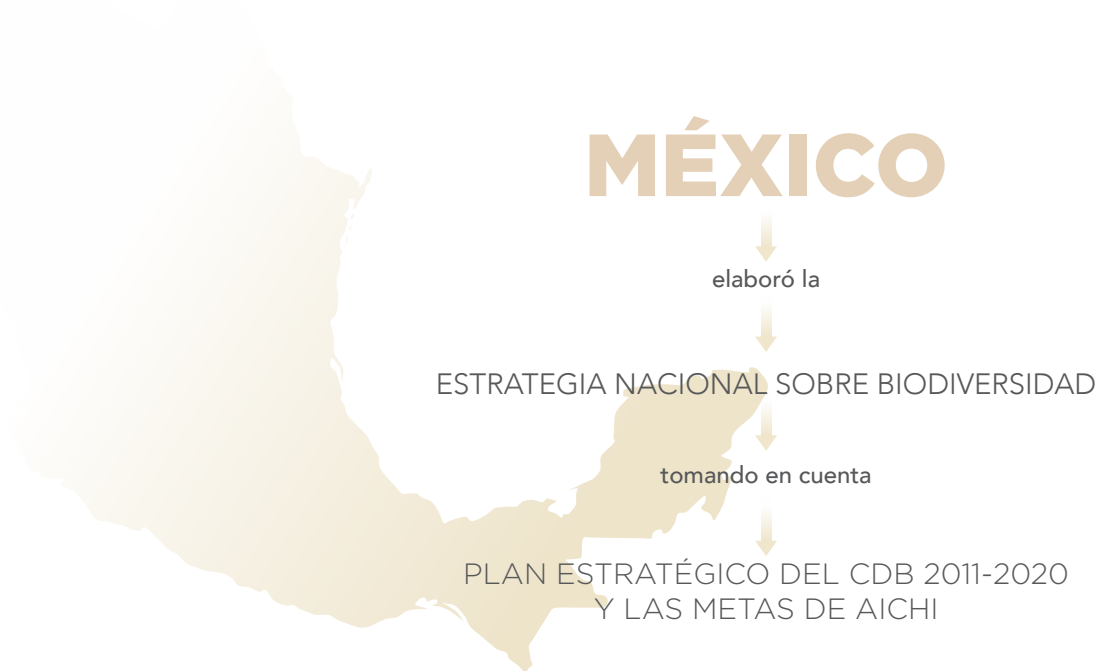 MÉXICO
elaboró la
ESTRATEGIA NACIONAL SOBRE BIODIVERSIDAD
tomando en cuenta
PLAN ESTRATÉGICO DEL CDB 2011-2020
Y LAS METAS DE AICHI